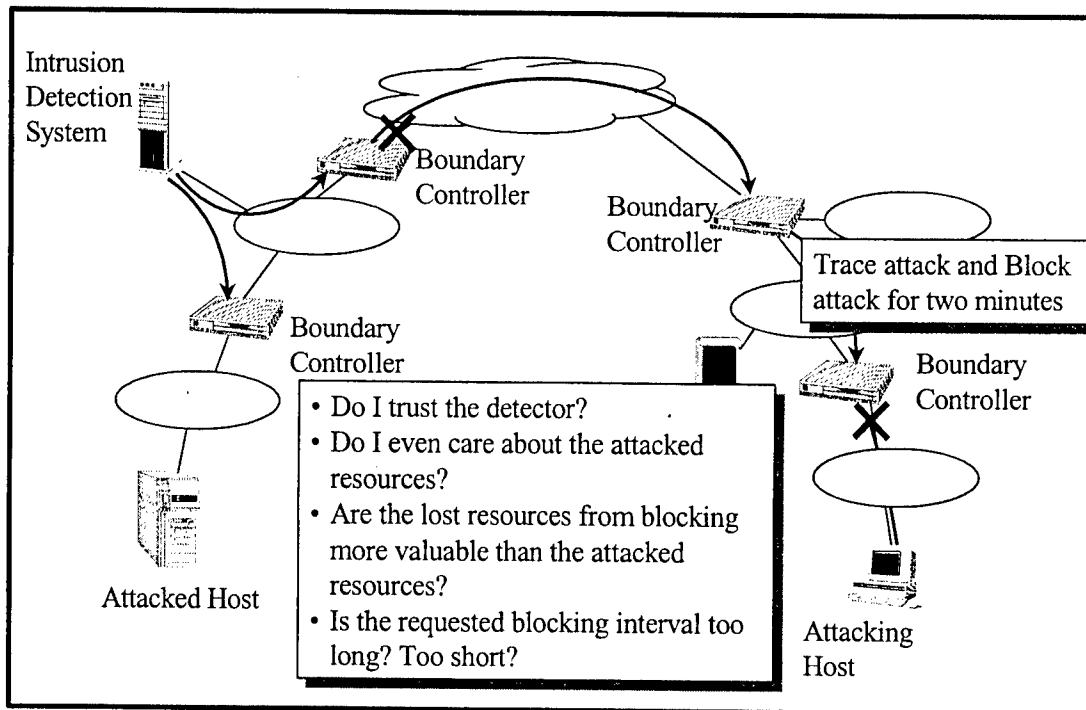 Intrusion
Detection
System
Boundary
Controller
Boundary
Controller
Trace attack and Block
attack for two minutes
Boundary
Controller
Boundary
Controller
• Do I trust the detector?
• Do I even care about the attacked
resources?
• Are the lost resources from blocking
more valuable than the attacked
resources?
• Is the requested blocking interval too
long? Too short?
Attacked Host
Attacking
Host